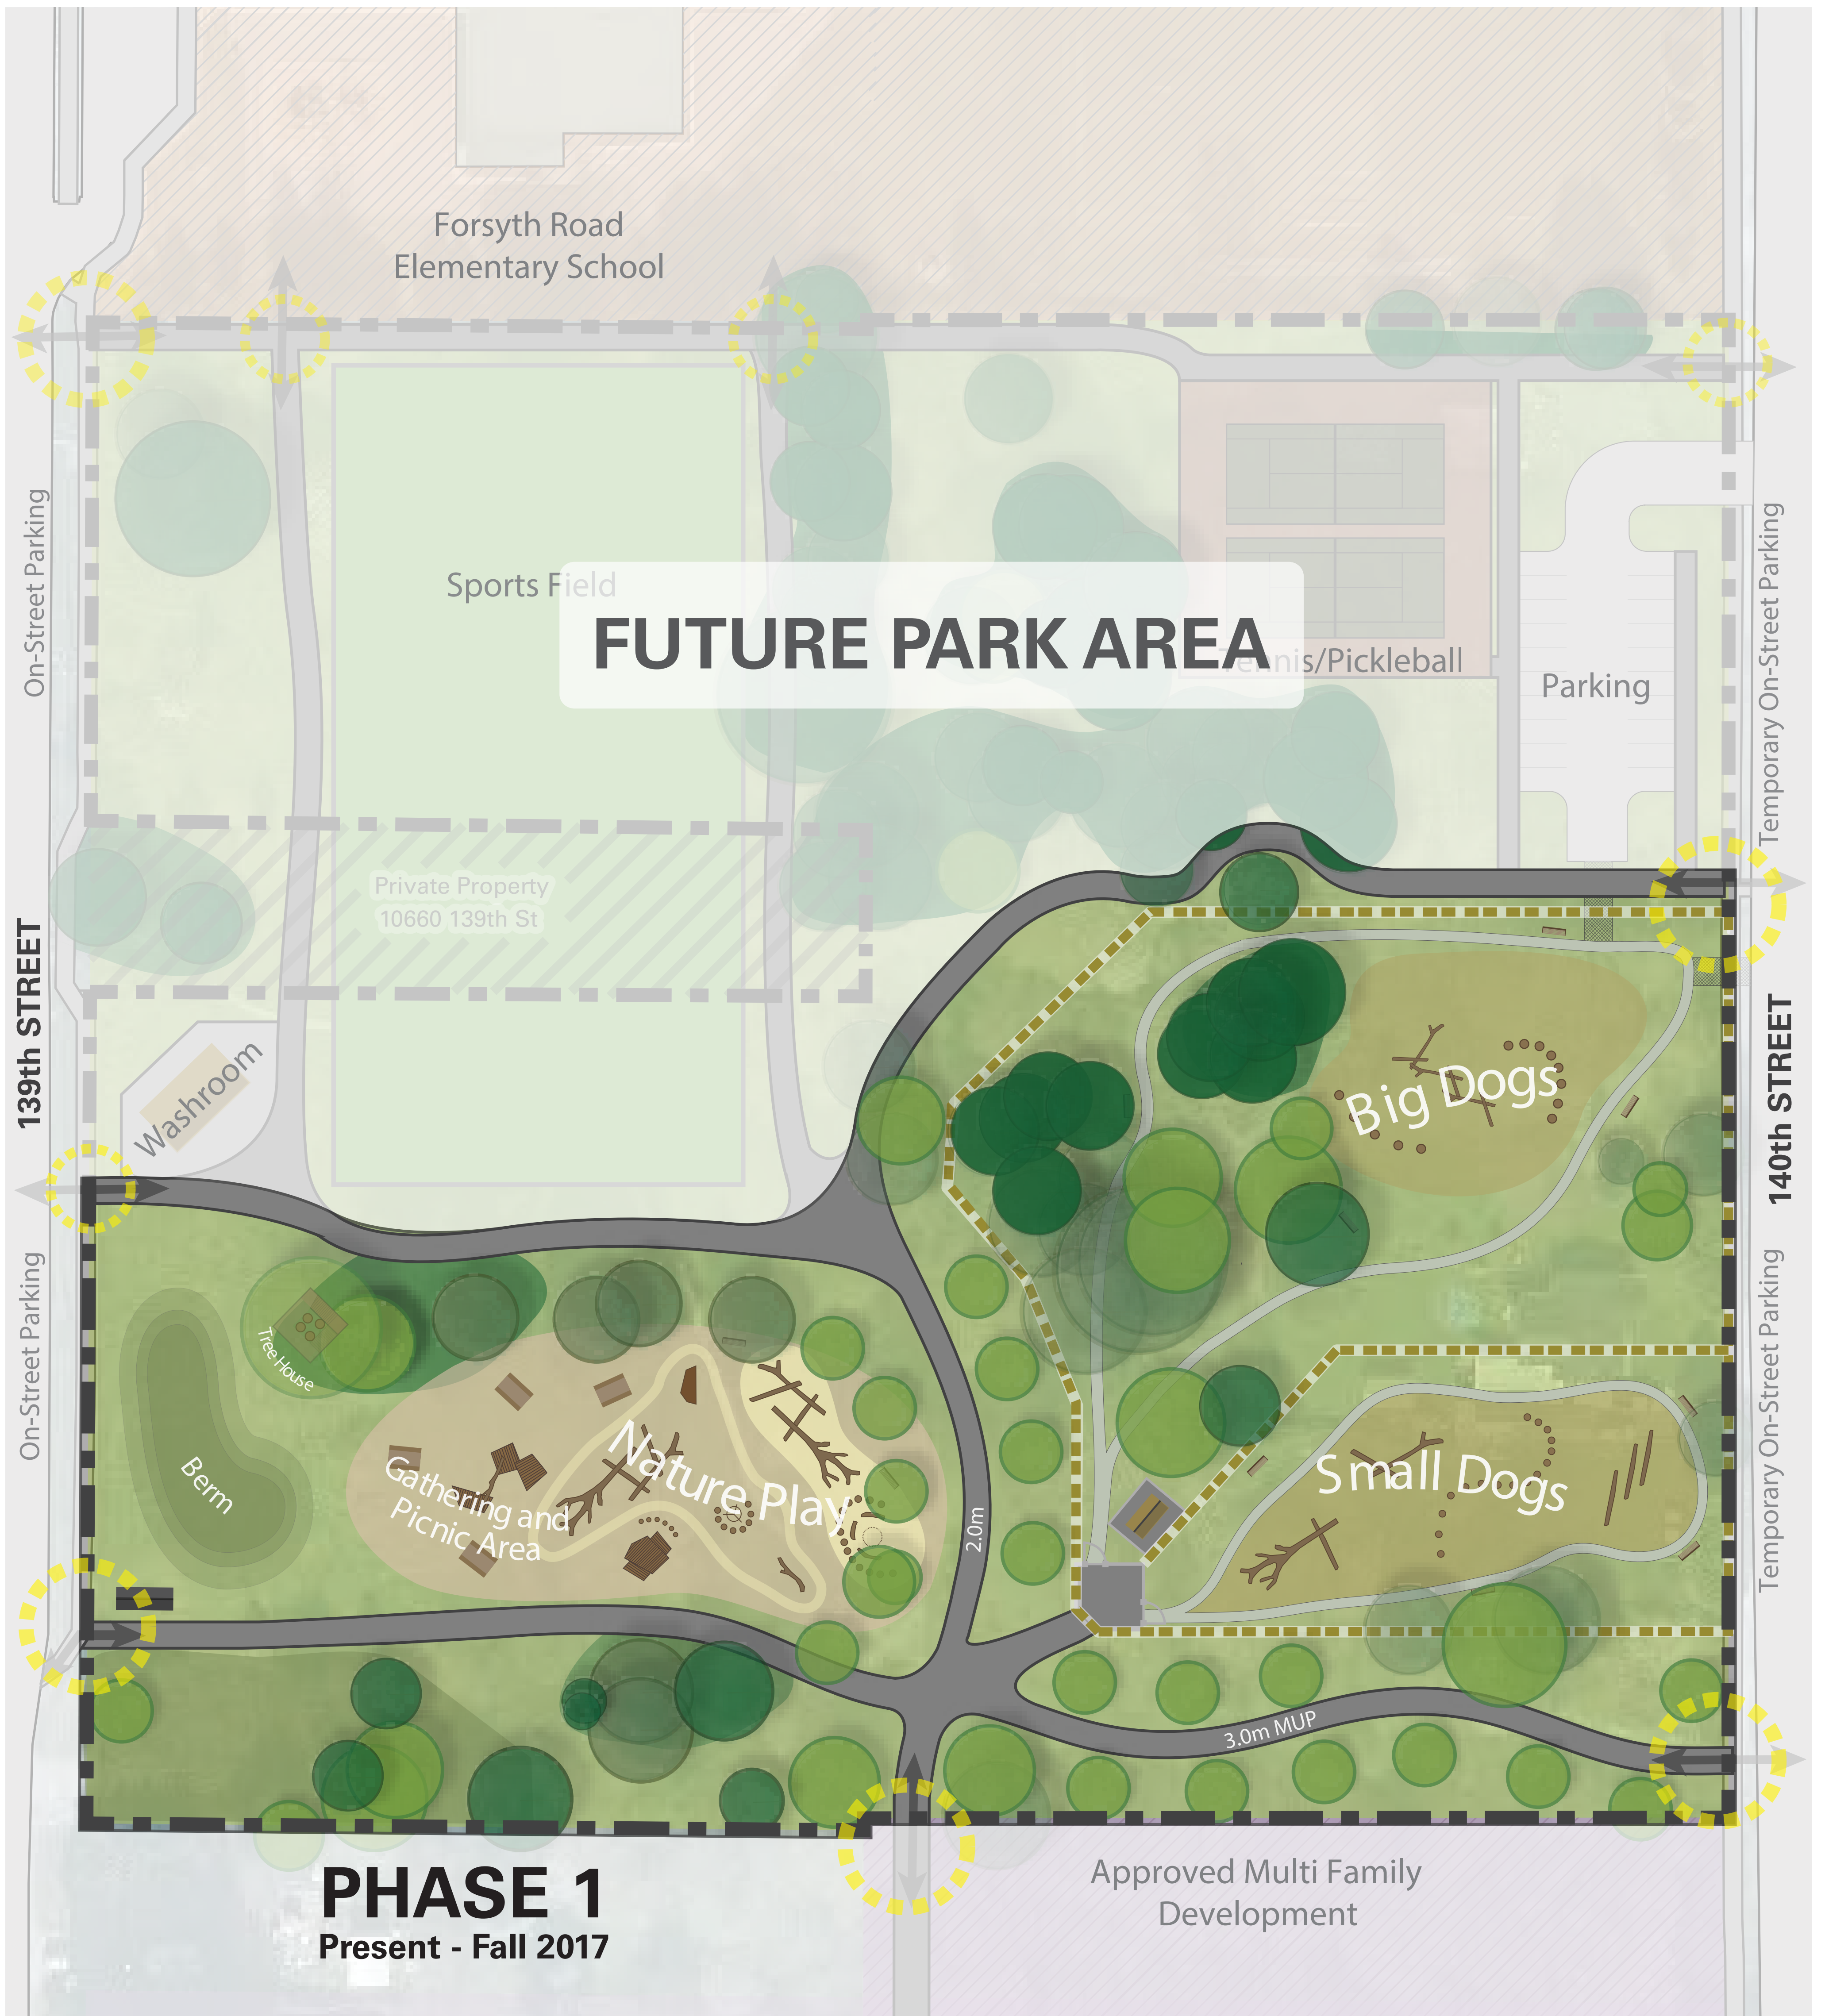 Forsyth Road
Elementary School
On-Street Parking
Sports Field
FUTURE PARK AREA
Tennis/Pickleball
Parking
Temporary On-Street Parking
Private Property
10660 139th St
139th STREET
Washroom
Big Dogs
140th STREET
On-Street Parking
Tree House
Berm
Gathering and
Picnic Area
Nature Play
2.0m
Small Dogs
Temporary On-Street Parking
3.0m MUP
PHASE 1
Present - Fall 2017
Approved Multi Family
Development